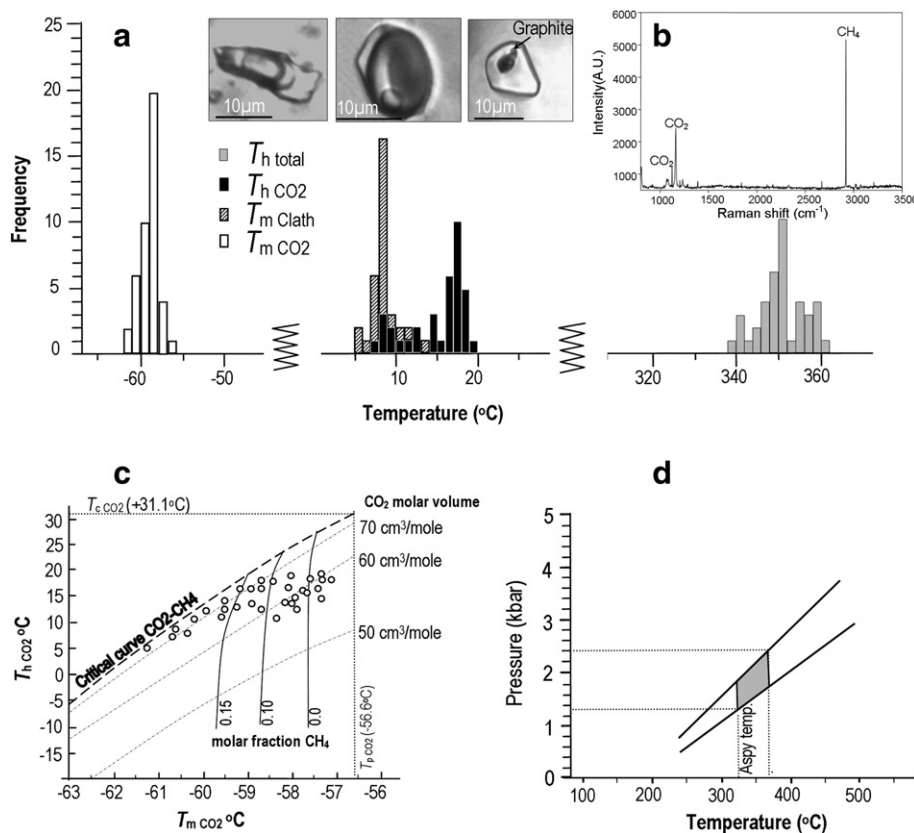 a
25
20
15
10
5
0
Frequency
Graphite
10μm
10μm
10μm
T h total
T h CO2
T m Clath
T m CO2
-60
-50
10
20
320
340
360
Temperature (oC)
b
6000
5000
4000
3000
2000
1000
Intensity(A.U.)
CO2
CO2
CH4
1000
1500
2000
2500
3000
3500
Raman shift (cm-1)
c
Tc CO2 (+31.1oC)
CO2 molar volume
70 cm3/mole
60 cm3/mole
50 cm3/mole
30
25
20
15
10
5
0
-5
-10
-15
Th CO2 oC
Critical curve CO2-CH4
0.15
0.10
0.0
molar fraction CH4
Tp CO2 (-56.6oC)
-63
-62
-61
-60
-59
-58
-57
-56
Tm CO2 oC
d
5
4
3
2
1
0
Pressure (kbar)
Aspy temp.
100
200
300
400
500
Temperature (oC)